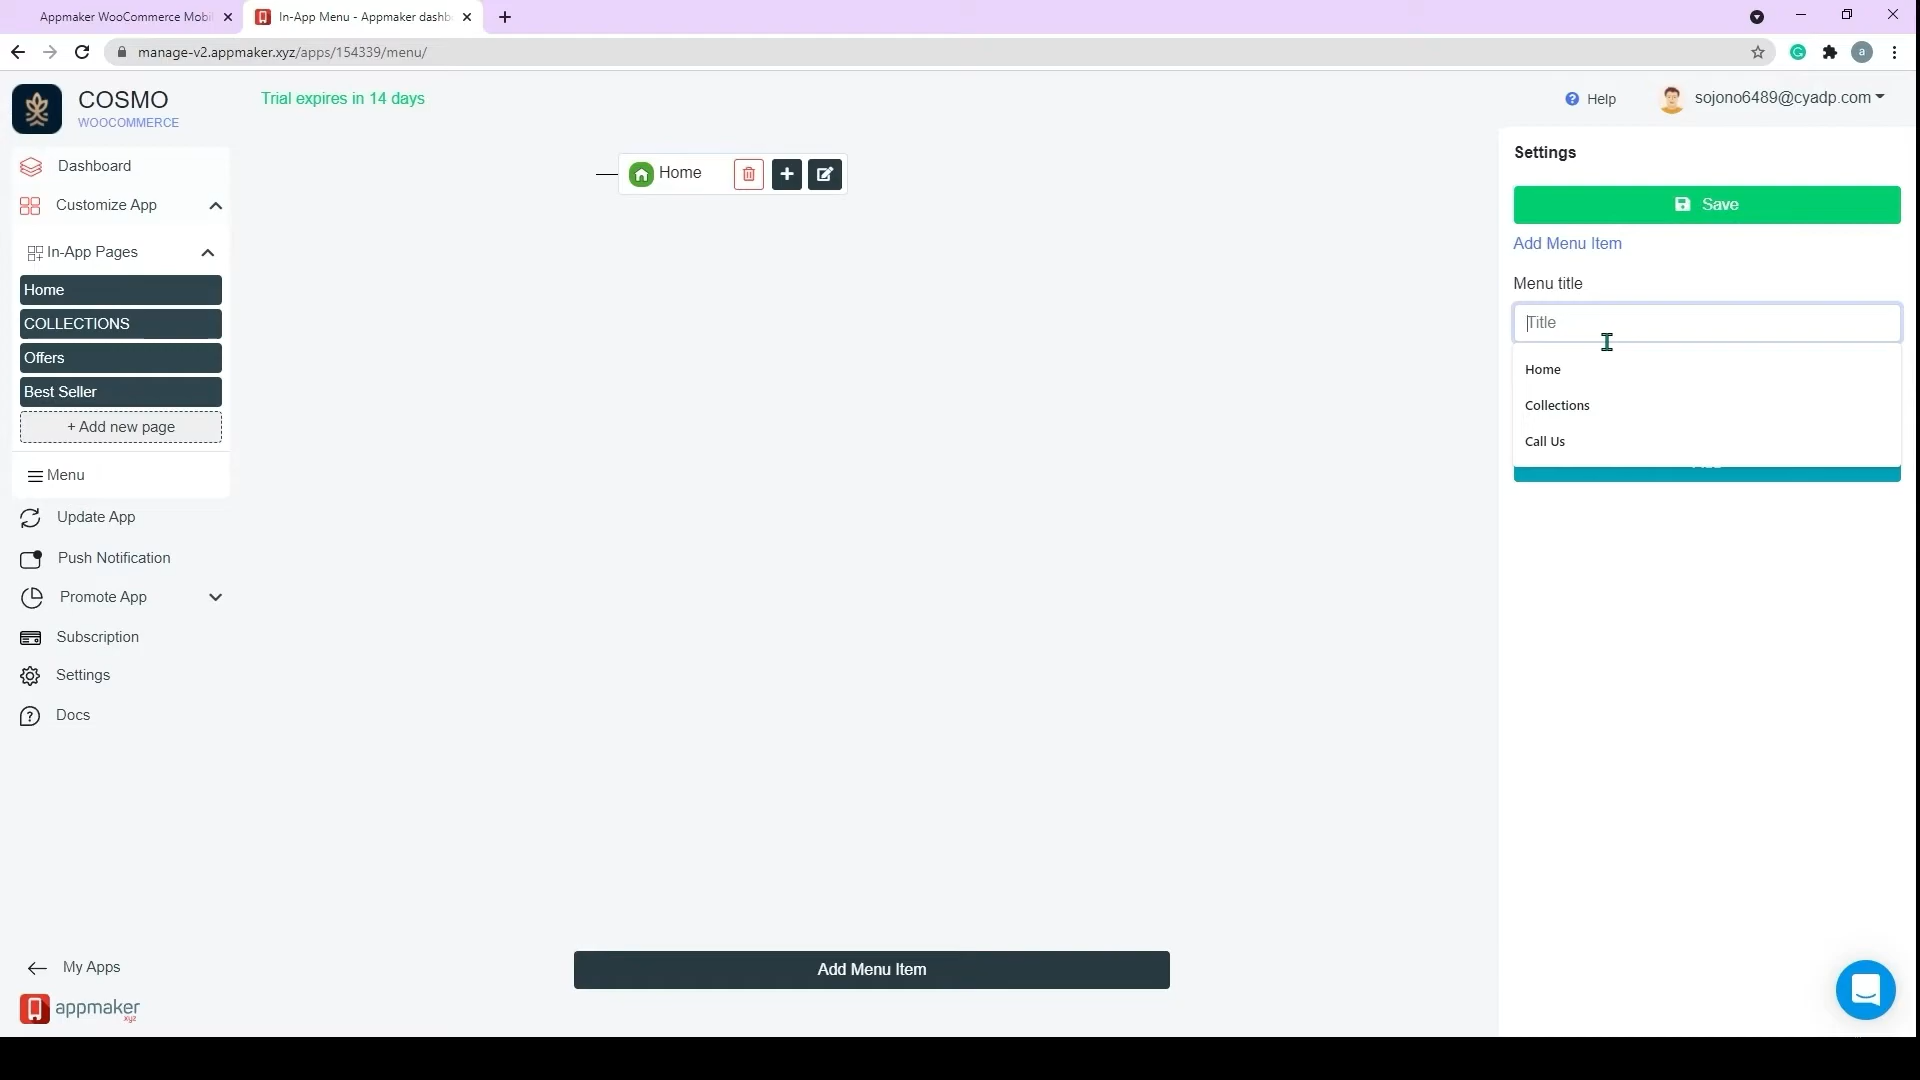 Appmaker WooCommerce Mobi
In-App Menu - Appmaker dashb
manage-v2.appmaker.xyz/apps/154339/menu/
a
COSMO
WOOCOMMERCE
Trial expires in 14 days
Help
sojono6489@cyadp.com
Dashboard
Customize App
In-App Pages
Home
COLLECTIONS
Offers
Best Seller
+ Add new page
Menu
Update App
Push Notification
Promote App
Subscription
Settings
Docs
My Apps
appmaker
xyz
Home
Add Menu Item
Settings
Save
Add Menu Item
Menu title
Title
Home
Collections
Call Us